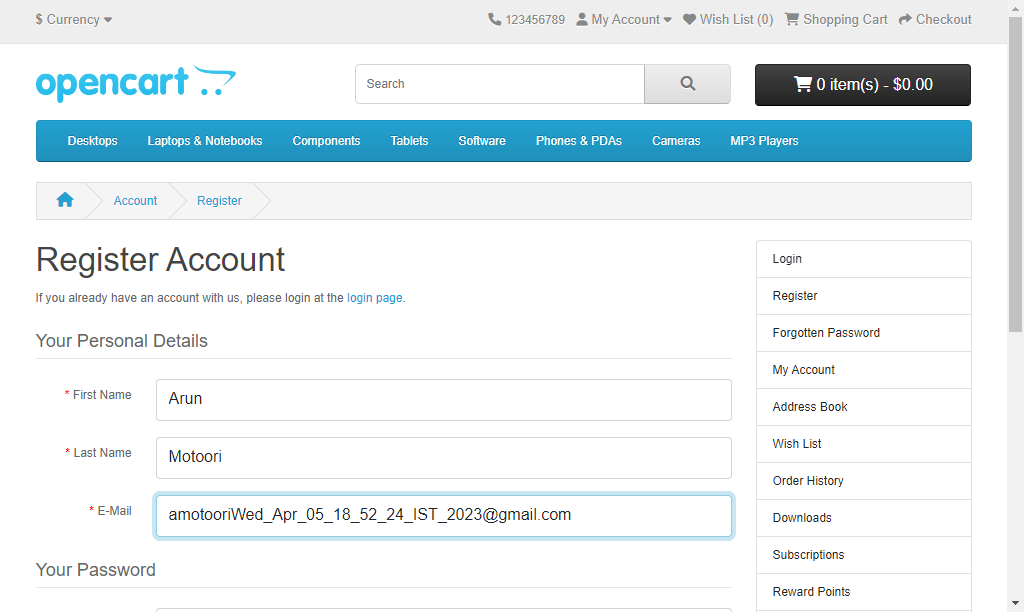 $ Currency
123456789 My Account Wish List (0) Shopping Cart Checkout
opencart
Search
0 item(s) - $0.00
Desktops Laptops & Notebooks Components Tablets Software Phones & PDAs Cameras MP3 Players
Account Register
Register Account
If you already have an account with us, please login at the login page.
Your Personal Details
* First Name
Arun
* Last Name
Motoori
* E-Mail
amotooriWed_Apr_05_18_52_24_IST_2023@gmail.com
Your Password
Login
Register
Forgotten Password
My Account
Address Book
Wish List
Order History
Downloads
Subscriptions
Reward Points